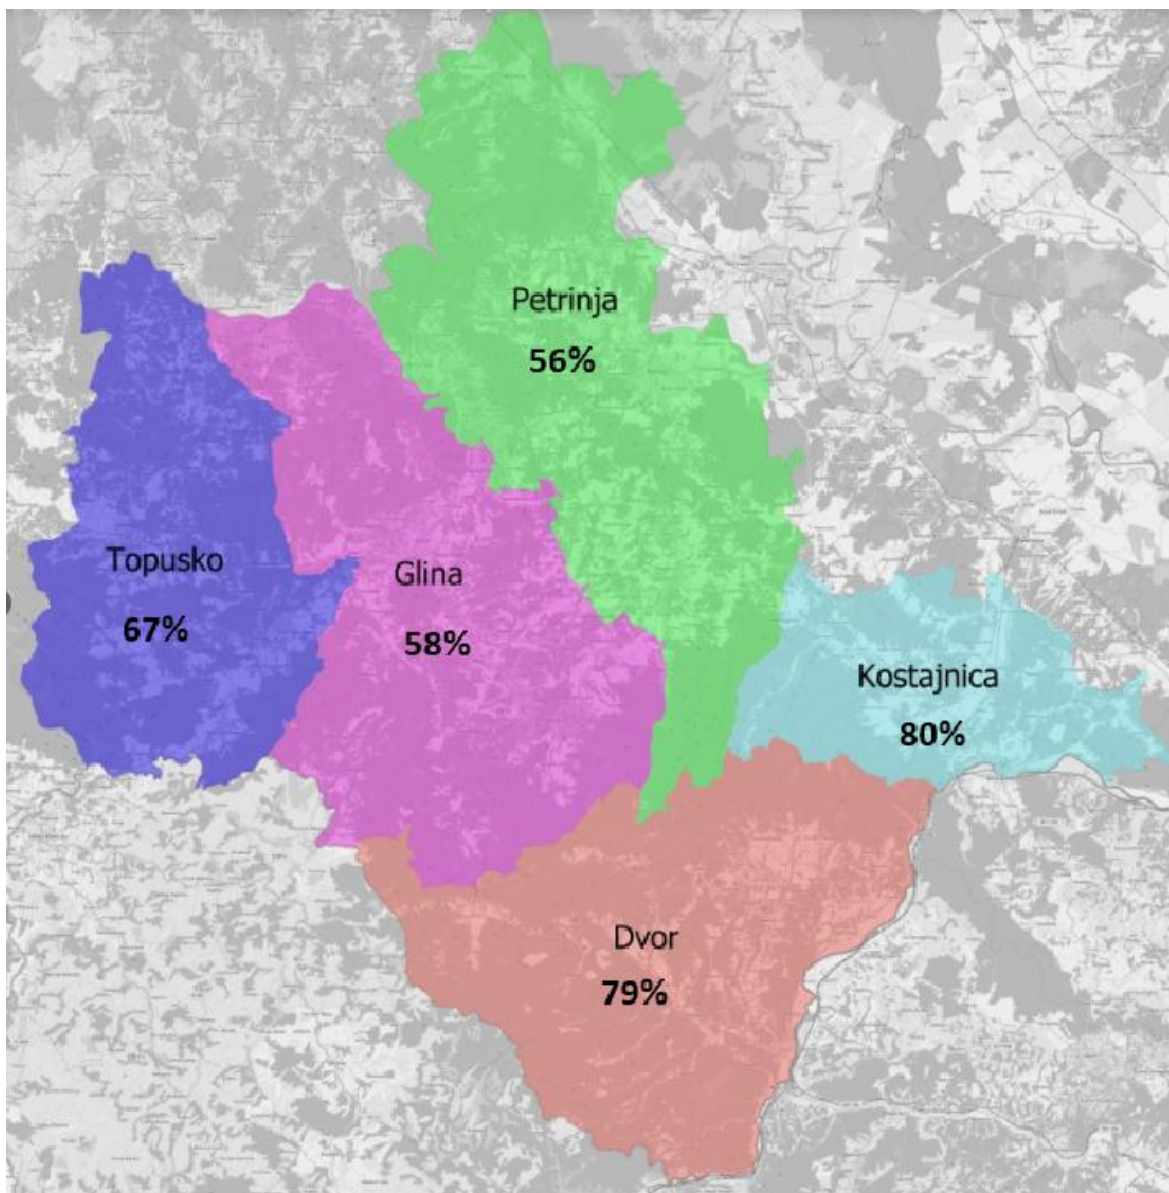 Petrinja
56%
Topusko
67%
Glina
58%
Kostajnica
80%
Dvor
79%